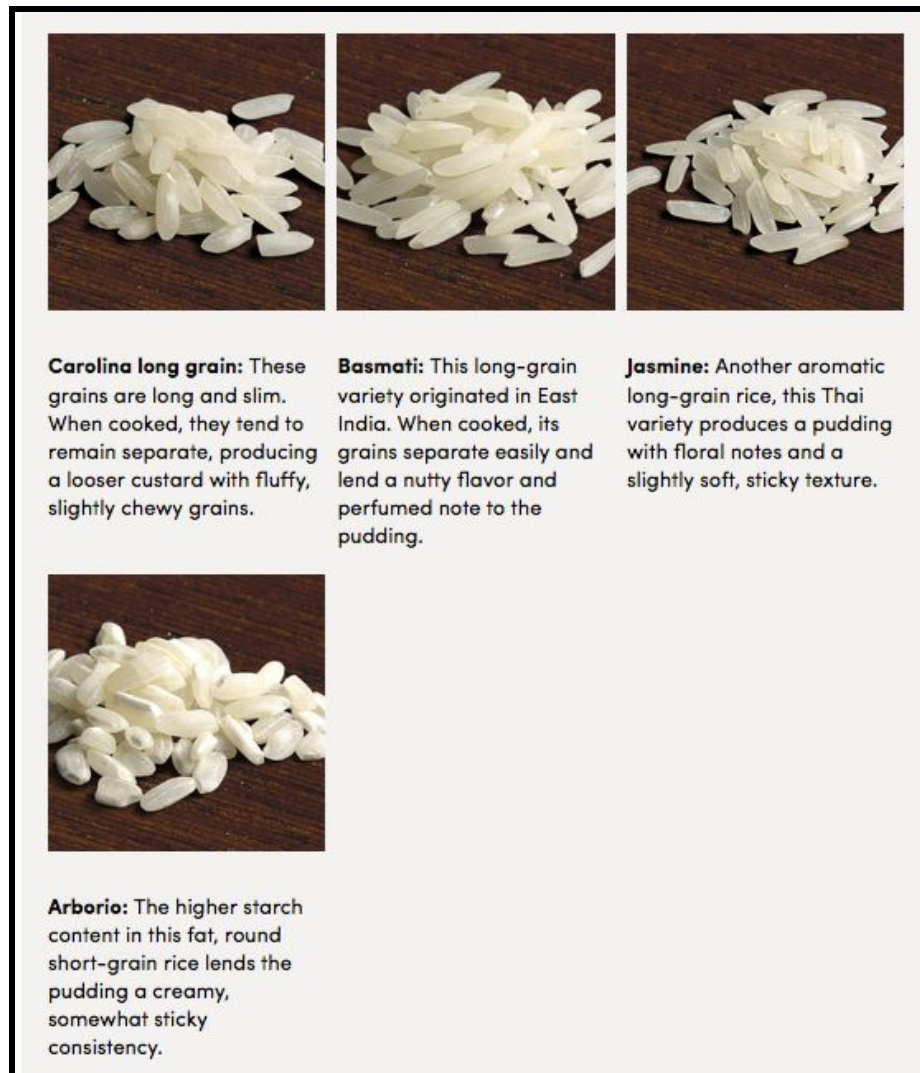 Carolina long grain: These
grains are long and slim.
When cooked, they tend to
remain separate, producing
a looser custard with fluffy,
slightly chewy grains.
Basmati: This long-grain
variety originated in East
India. When cooked, its
grains separate easily and
lend a nutty flavor and
perfumed note to the
pudding.
Jasmine: Another aromatic
long-grain rice, this Thai
variety produces a pudding
with floral notes and a
slightly soft, sticky texture.
Arborio: The higher starch
content in this fat, round
short-grain rice lends the
pudding a creamy,
somewhat sticky
consistency.